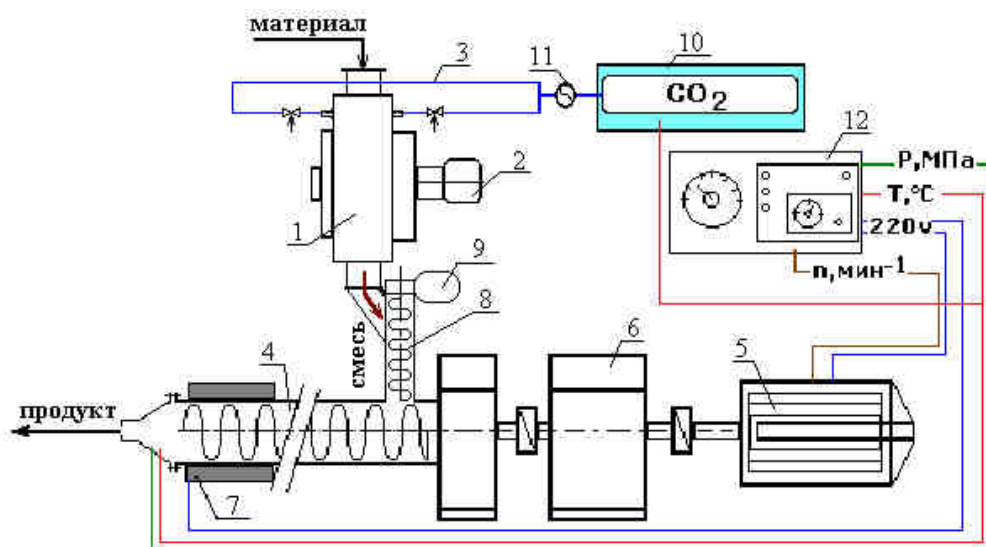 материал
3
11
10
CO2
12
P,МПа
T,°C
220v
n,мин-1
2
1
9
8
смесь
6
5
4
продукт
7